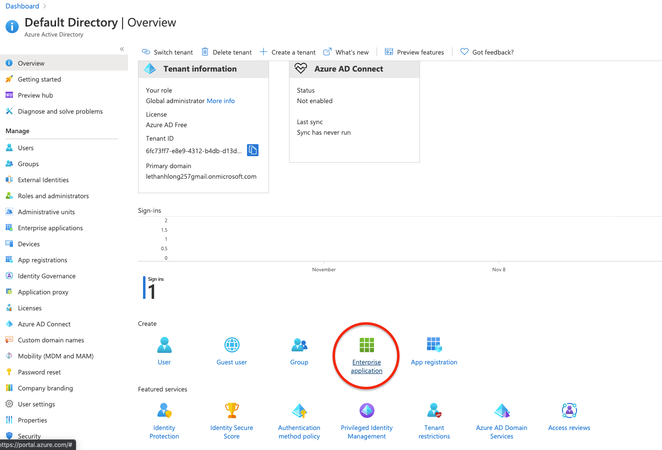 Dashboard >
Default Directory | Overview
Azure Active Directory
«
Switch tenant Delete tenant Create a tenant What's new Preview features Got feedback?
Overview
Getting started
Preview hub
Diagnose and solve problems
Manage
Users
Groups
External Identities
Roles and administrators
Administrative units
Enterprise applications
Devices
App registrations
Identity Governance
Application proxy
Licenses
Azure AD Connect
Custom domain names
Mobility (MDM and MAM)
Password reset
Company branding
User settings
Properties
Security
https://portal.azure.com/#
Tenant information
Your role
Global administrator More info
License
Azure AD Free
Tenant ID
6fc73ff7-e8e9-4312-b4db-d13d...
Primary domain
lethanhlong257gmail.onmicrosoft.com
Azure AD Connect
Status
Not enabled
Last sync
Sync has never run
Sign-ins
2
1.5
1
0.5
0
November Nov 8
Sign ins
1
Create
User
Guest user
Group
Enterprise
application
App registration
Featured services
Identity
Protection
Identity Secure
Score
Authentication
method policy
Privileged Identity
Management
Tenant
restrictions
Azure AD Domain
Services
Access reviews